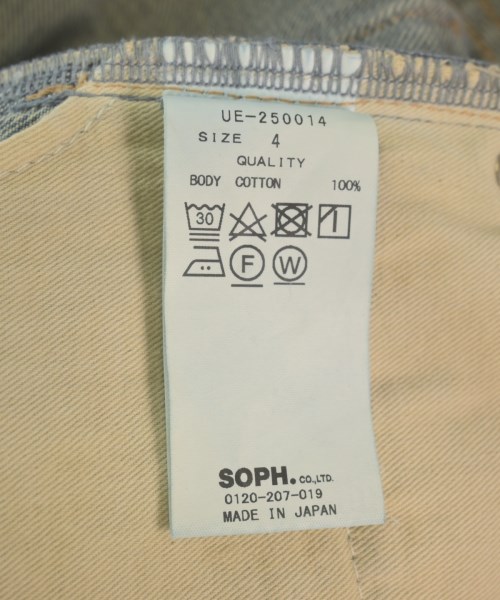 UE-250014
SIZE 4
QUALITY
BODY COTTON 100%
30
F W
SOPH. CO.,LTD.
0120-207-019
MADE IN JAPAN